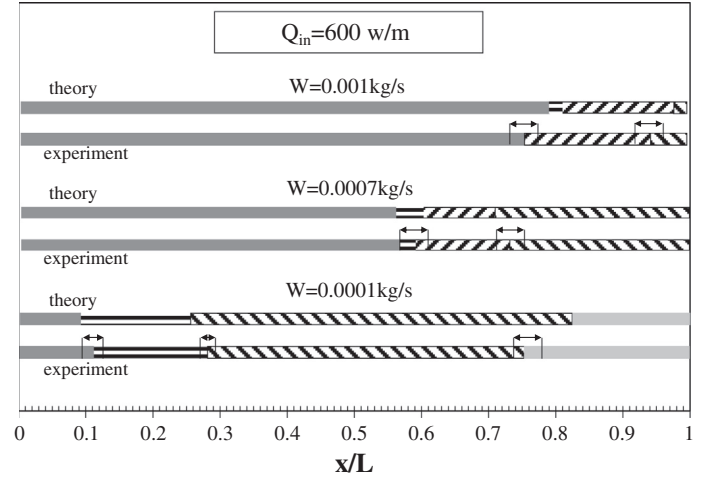 Q_in=600 w/m
theory
W=0.001kg/s
experiment
theory
W=0.0007kg/s
experiment
theory
W=0.0001kg/s
experiment
0 0.1 0.2 0.3 0.4 0.5 0.6 0.7 0.8 0.9 1
x/L